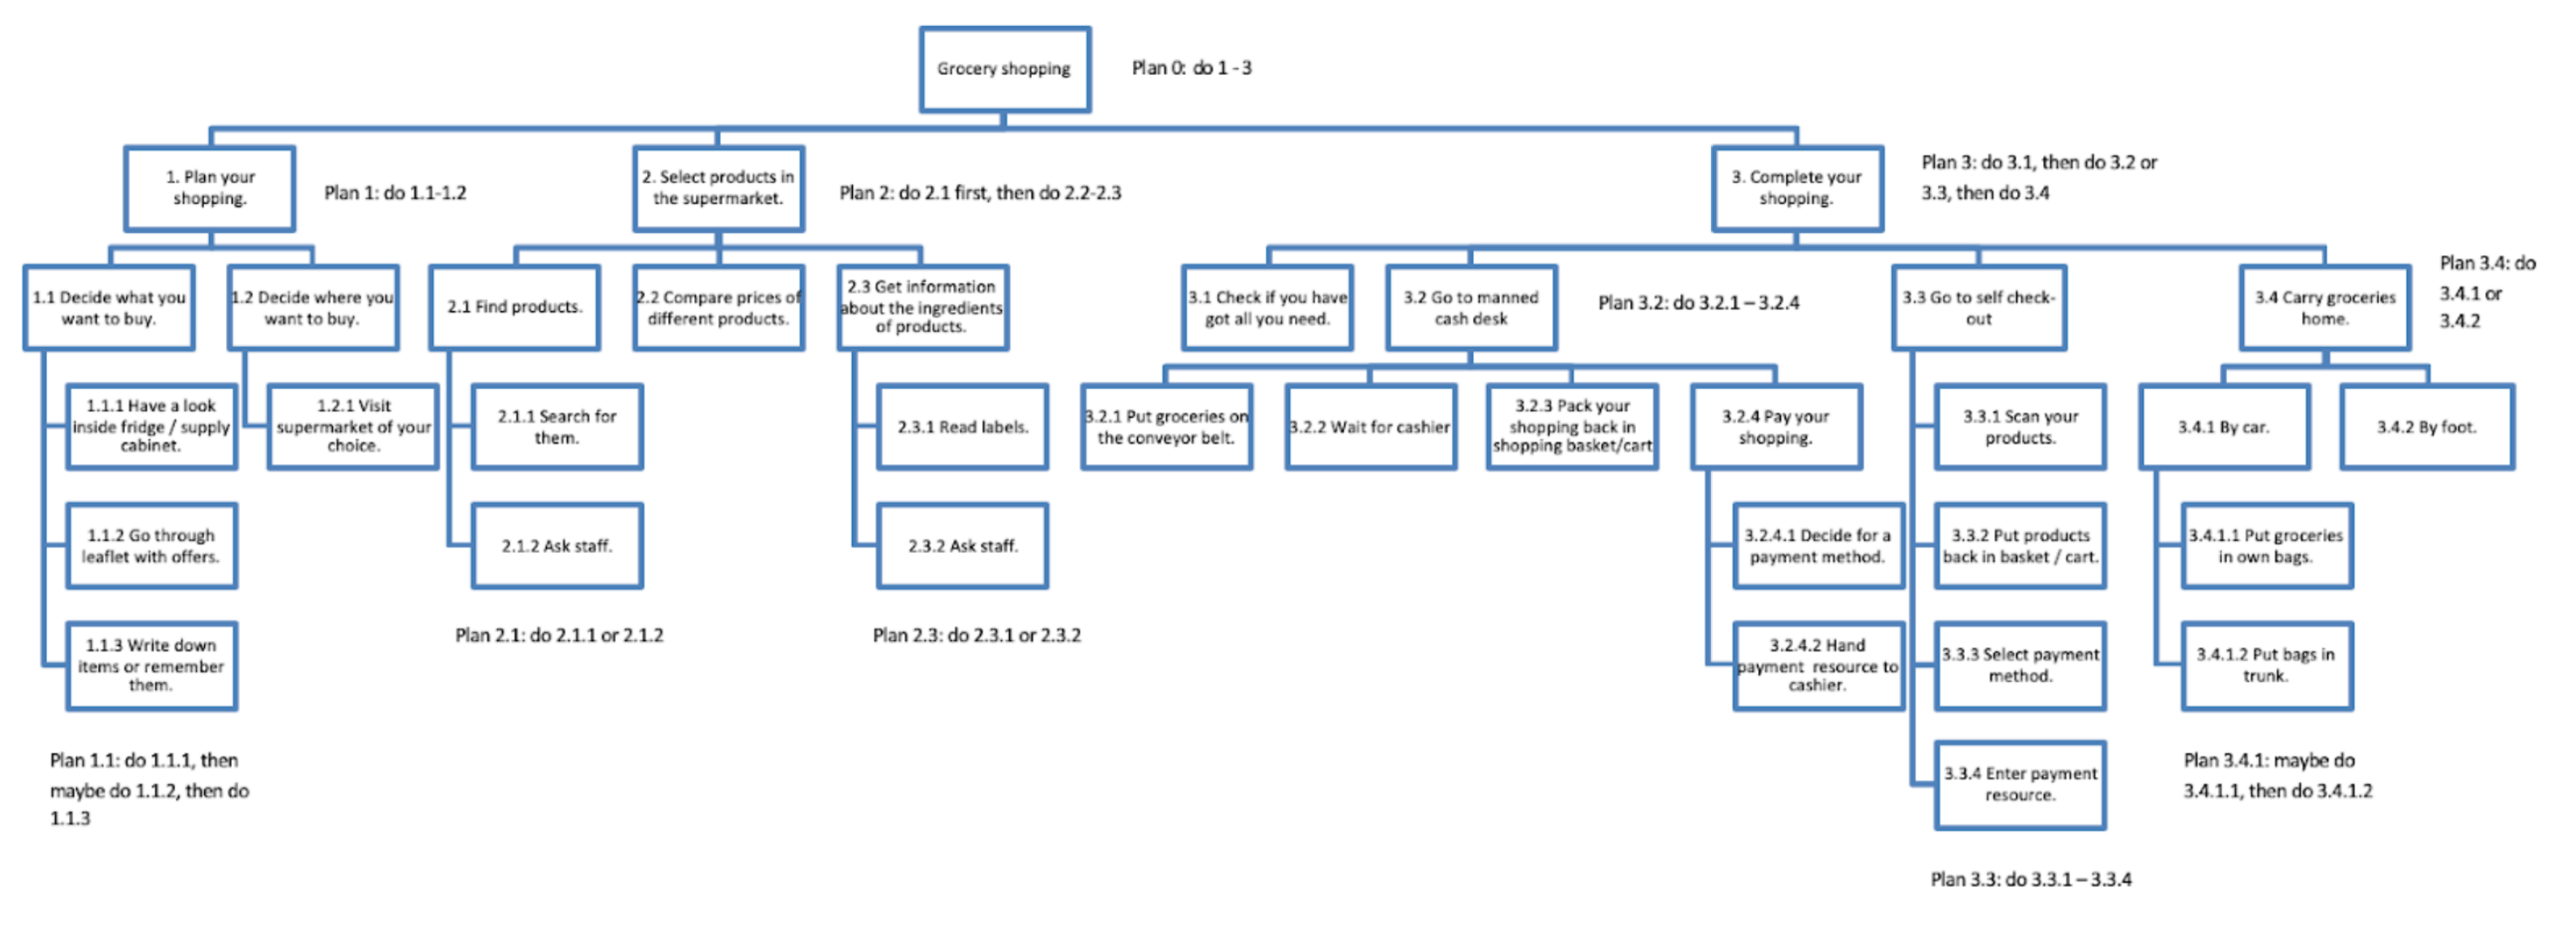 Grocery shopping
Plan 0: do 1 - 3
1. Plan your
shopping.
Plan 1: do 1.1-1.2
2. Select products in
the supermarket.
Plan 2: do 2.1 first, then do 2.2-2.3
3. Complete your
shopping.
Plan 3: do 3.1, then do 3.2 or
3.3, then do 3.4
1.1 Decide what you
want to buy.
1.2 Decide where you
want to buy.
2.1 Find products.
2.2 Compare prices of
different products.
2.3 Get information
about the ingredients
of products.
3.1 Check if you have
got all you need.
3.2 Go to manned
cash desk
Plan 3.2: do 3.2.1 – 3.2.4
3.3 Go to self check-
out
3.4 Carry groceries
home.
Plan 3.4: do
3.4.1 or
3.4.2
1.1.1 Have a look
inside fridge / supply
cabinet.
1.2.1 Visit
supermarket of your
choice.
2.1.1 Search for
them.
2.3.1 Read labels.
3.2.1 Put groceries on
the conveyor belt.
3.2.2 Wait for cashier
3.2.3 Pack your
shopping back in
shopping basket/cart
3.2.4 Pay your
shopping.
3.3.1 Scan your
products.
3.4.1 By car.
3.4.2 By foot.
1.1.2 Go through
leaflet with offers.
2.1.2 Ask staff.
2.3.2 Ask staff.
3.2.4.1 Decide for a
payment method.
3.3.2 Put products
back in basket / cart.
3.4.1.1 Put groceries
in own bags.
1.1.3 Write down
items or remember
them.
Plan 2.1: do 2.1.1 or 2.1.2
Plan 2.3: do 2.3.1 or 2.3.2
3.2.4.2 Hand
payment resource to
cashier.
3.3.3 Select payment
method.
3.4.1.2 Put bags in
trunk.
Plan 1.1: do 1.1.1, then
maybe do 1.1.2, then do
1.1.3
3.3.4 Enter payment
resource.
Plan 3.4.1: maybe do
3.4.1.1, then do 3.4.1.2
Plan 3.3: do 3.3.1 – 3.3.4